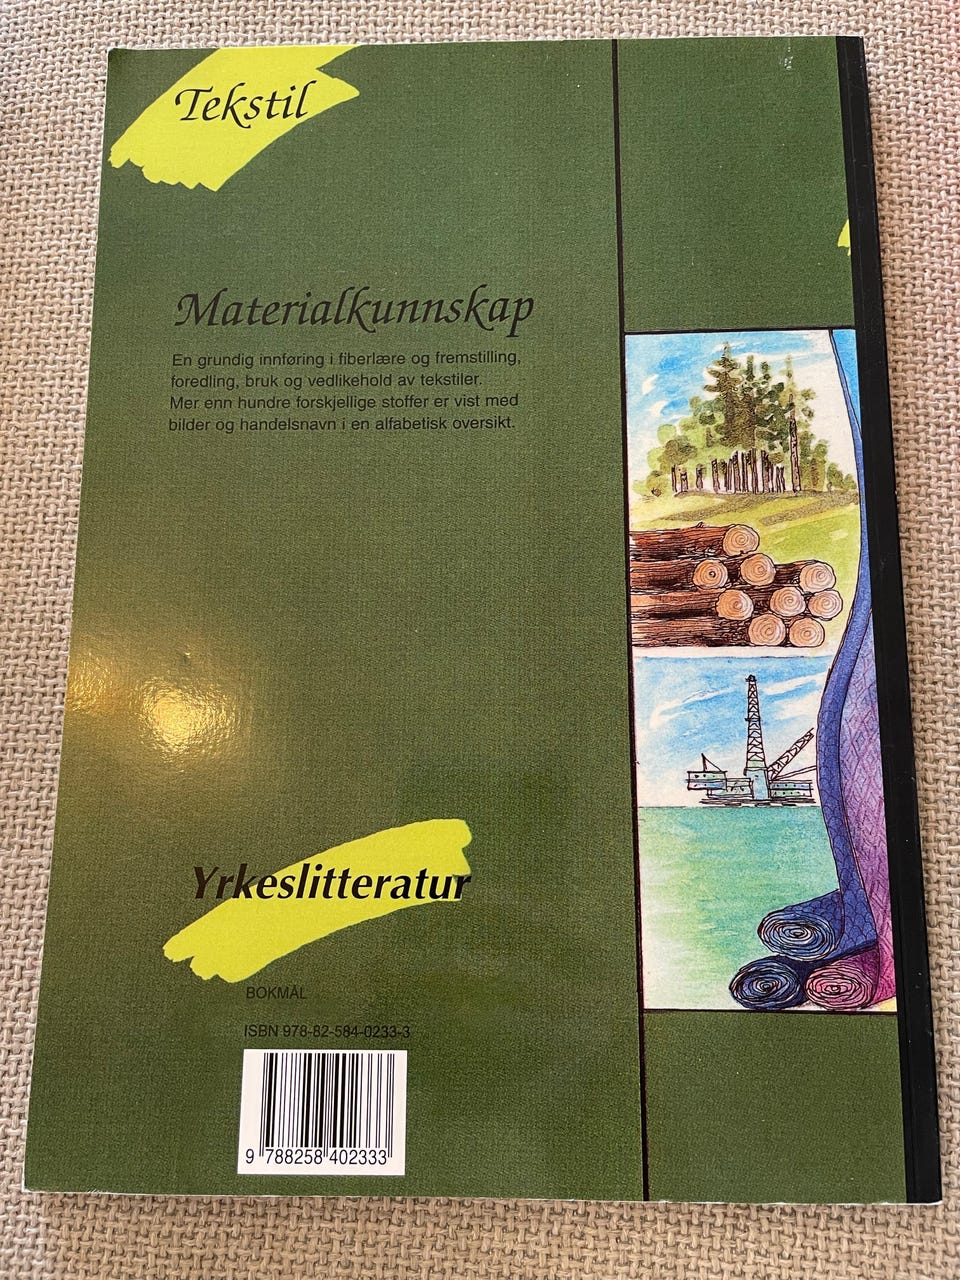 Tekstil
Materialkunnskap
En grundig innføring i fiberlære og fremstilling,
foredling, bruk og vedlikehold av tekstiler.
Mer enn hundre forskjellige stoffer er vist med
bilder og handelsnavn i en alfabetisk oversikt.
Yrkeslitteratur
BOKMÅL
ISBN 978-82-584-0233-3
9 788258 402333